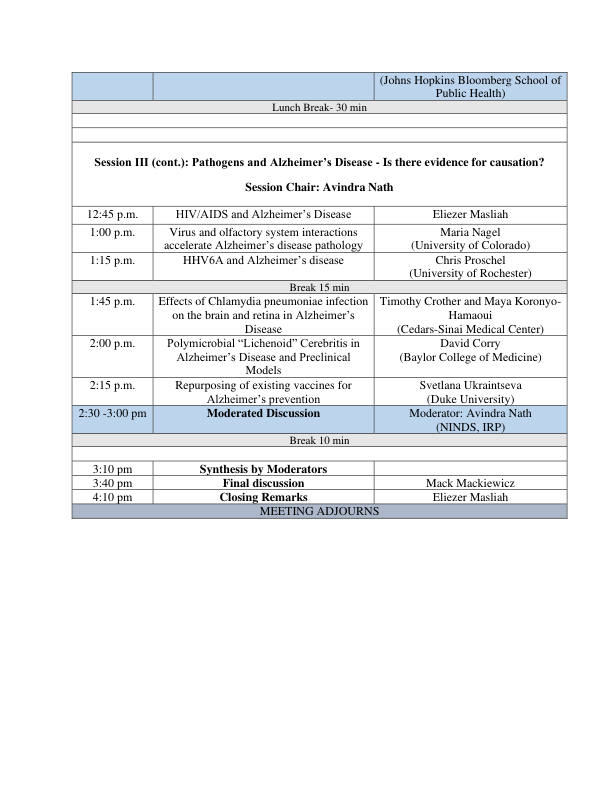 (Johns Hopkins Bloomberg School of
Public Health)
Lunch Break- 30 min
Session III (cont.): Pathogens and Alzheimer’s Disease - Is there evidence for causation?
Session Chair: Avindra Nath
12:45 p.m. HIV/AIDS and Alzheimer’s Disease Eliezer Masliah
1:00 p.m. Virus and olfactory system interactions Maria Nagel
accelerate Alzheimer’s disease pathology (University of Colorado)
1:15 p.m. HHV6A and Alzheimer’s disease Chris Proschel
(University of Rochester)
Break 15 min
1:45 p.m. Effects of Chlamydia pneumoniae infection Timothy Crother and Maya Koronyo-
on the brain and retina in Alzheimer’s Hamaoui
Disease (Cedars-Sinai Medical Center)
2:00 p.m. Polymicrobial “Lichenoid” Cerebritis in David Corry
Alzheimer’s Disease and Preclinical (Baylor College of Medicine)
Models
2:15 p.m. Repurposing of existing vaccines for Svetlana Ukraintseva
Alzheimer’s prevention (Duke University)
2:30 -3:00 pm Moderated Discussion Moderator: Avindra Nath
(NINDS, IRP)
Break 10 min
3:10 pm Synthesis by Moderators
3:40 pm Final discussion Mack Mackiewicz
4:10 pm Closing Remarks Eliezer Masliah
MEETING ADJOURNS